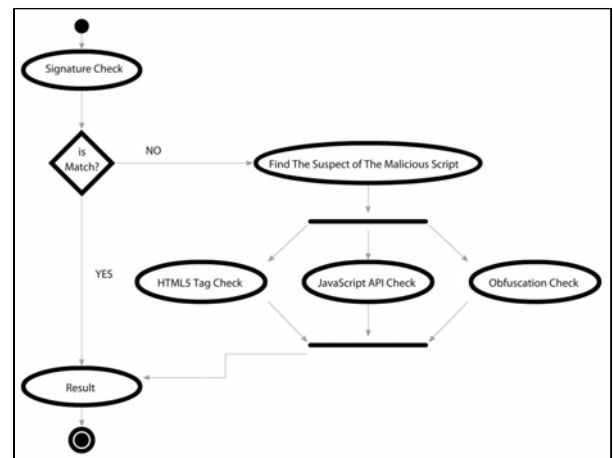 Signature Check
is
Match?
NO
Find The Suspect of The Malicious Script
YES
HTML5 Tag Check
JavaScript API Check
Obfuscation Check
Result